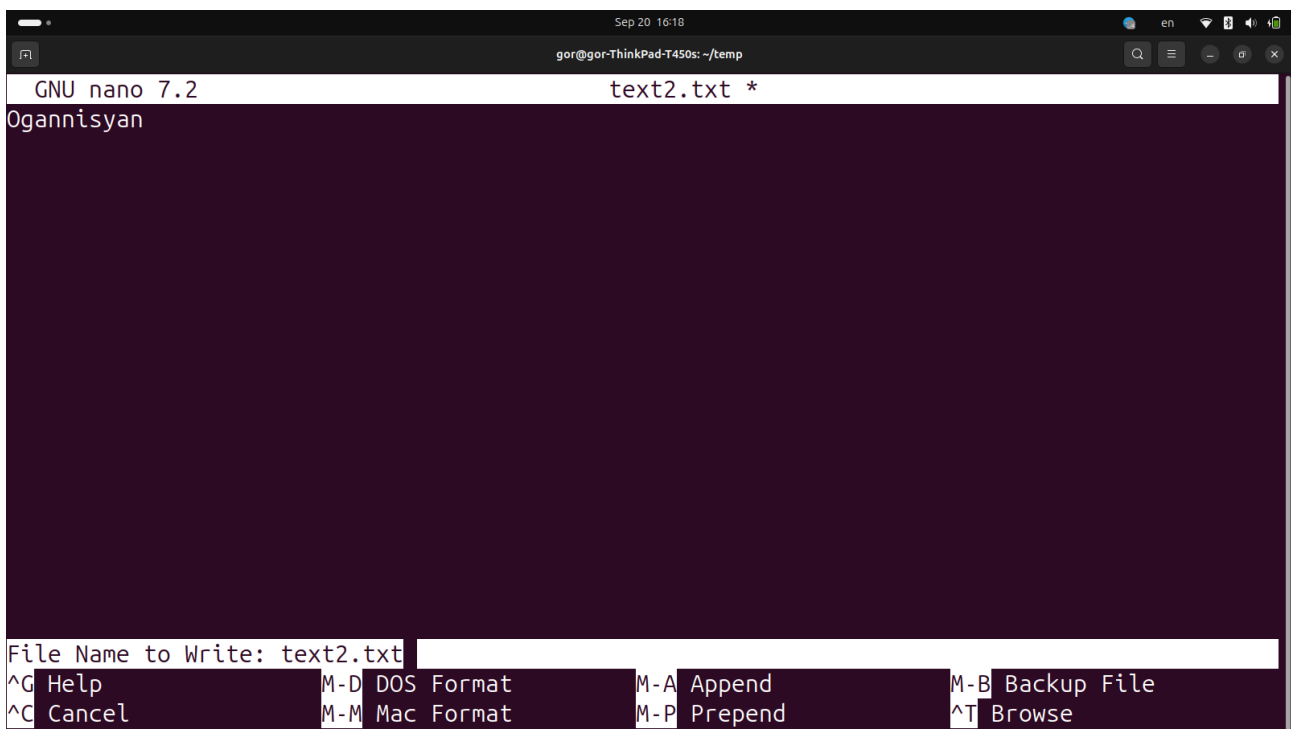 Sep 20 16:18
en
gor@gor-ThinkPad-T450s: ~/temp
GNU nano 7.2 text2.txt *
Ogannisyan
File Name to Write: text2.txt
^G Help M-D DOS Format M-A Append M-B Backup File
^C Cancel M-M Mac Format M-P Prepend ^T Browse